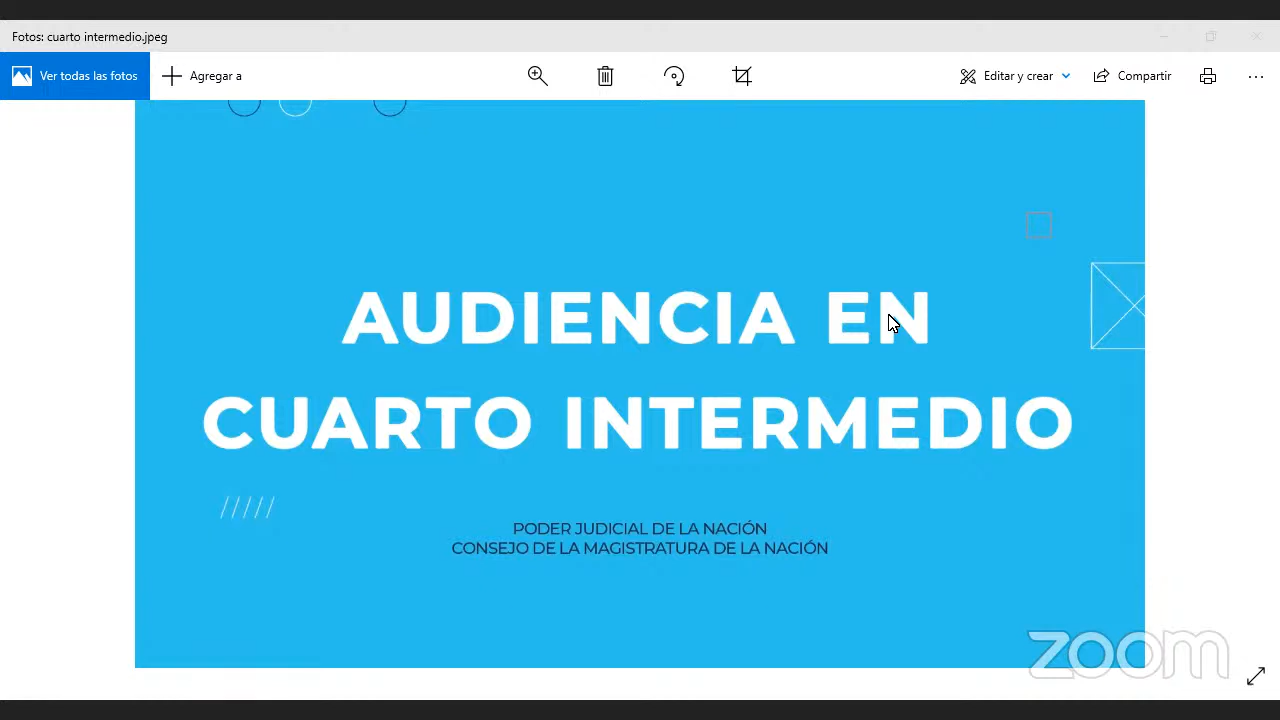 Fotos: cuarto intermedio.jpeg
Ver todas las fotos
Agregar a
Editar y crear
Compartir
AUDIENCIA EN
CUARTO INTERMEDIO
PODER JUDICIAL DE LA NACIÓN
CONSEJO DE LA MAGISTRATURA DE LA NACIÓN
zoom